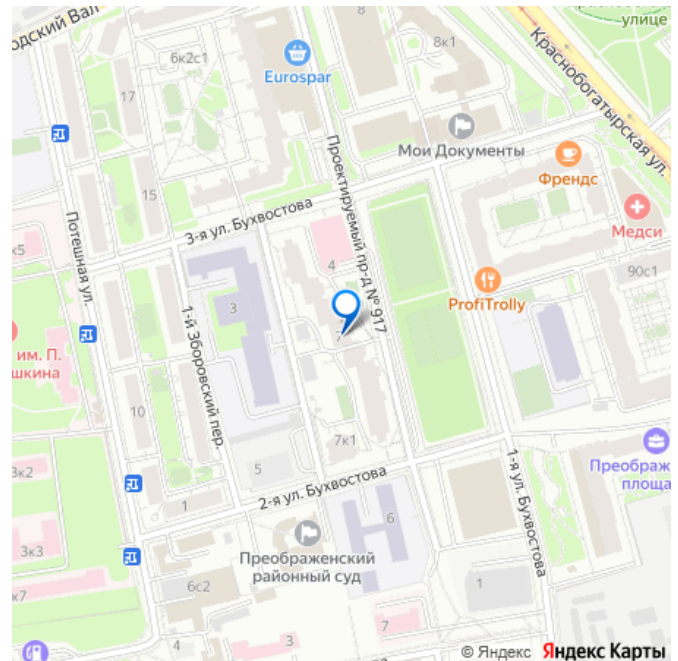 одский Вал
улице
8
8к1
6к2с1
Eurospar
17
Краснобогатырская ул.
Мои Документы
Френдс
Проектируемый пр-д № 917
15
3-я ул. Бухвостова
Медси
Потешная ул.
к5
4
90с1
ProfiTrolly
3
1-й Зборовский пер.
им. П.
шкина
10
7к1
Преображ
площа
5
3к2
2-я ул. Бухвостова
1-я ул. Бухвостова
1
6
3к3
Преображенский
районный суд
6с2
1
к7
7
4
3
© Яндекс Яндекс Карты